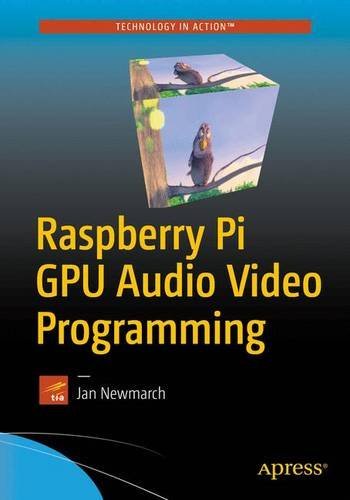 TECHNOLOGY IN ACTION™
Raspberry Pi
GPU Audio Video
Programming
tia
Jan Newmarch
Apress®